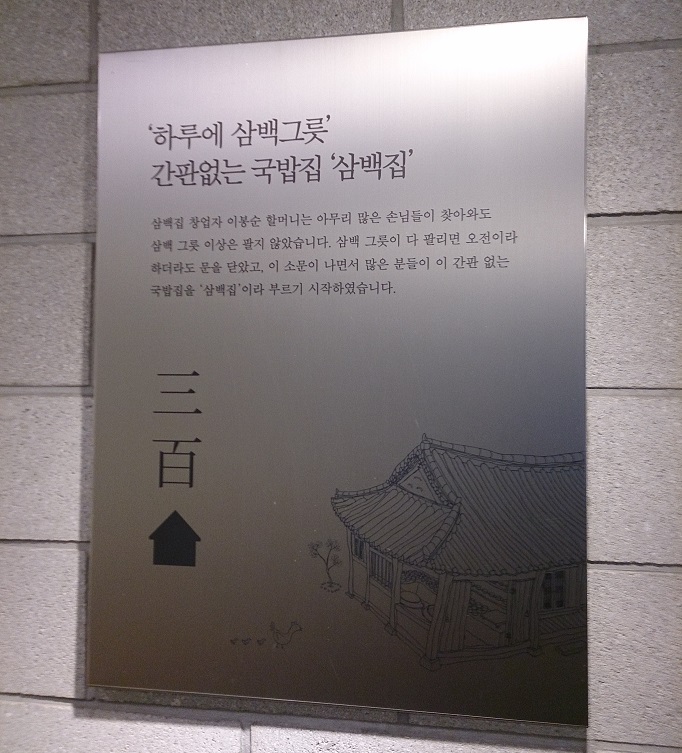 ‘하루에 삼백그릇’
간판없는 국밥집 ‘삼백집’
삼백집 창업자 이봉순 할머니는 아무리 많은 손님들이 찾아와도
삼백 그릇 이상은 팔지 않았습니다. 삼백 그릇이 다 팔리면 오전이라
하더라도 문을 닫았고, 이 소문이 나면서 많은 분들이 이 간판 없는
국밥집을 ‘삼백집’이라 부르기 시작하였습니다.
三
百